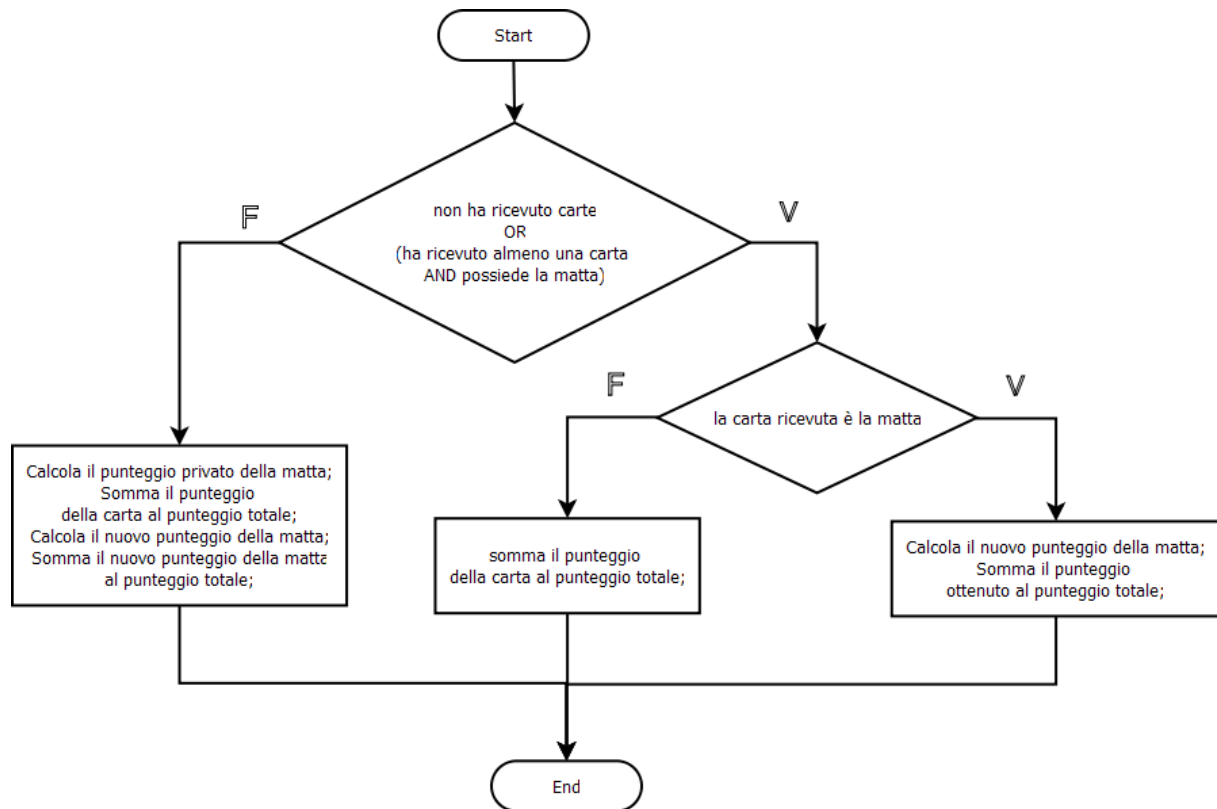 Start
non ha ricevuto carte
OR
(ha ricevuto almeno una carta
AND possiede la matta)
F
V
la carta ricevuta è la matta
F
V
Calcola il punteggio privato della matta;
Somma il punteggio
della carta al punteggio totale;
Calcola il nuovo punteggio della matta;
Somma il nuovo punteggio della matta
al punteggio totale;
somma il punteggio
della carta al punteggio totale;
Calcola il nuovo punteggio della matta;
Somma il punteggio
ottenuto al punteggio totale;
End